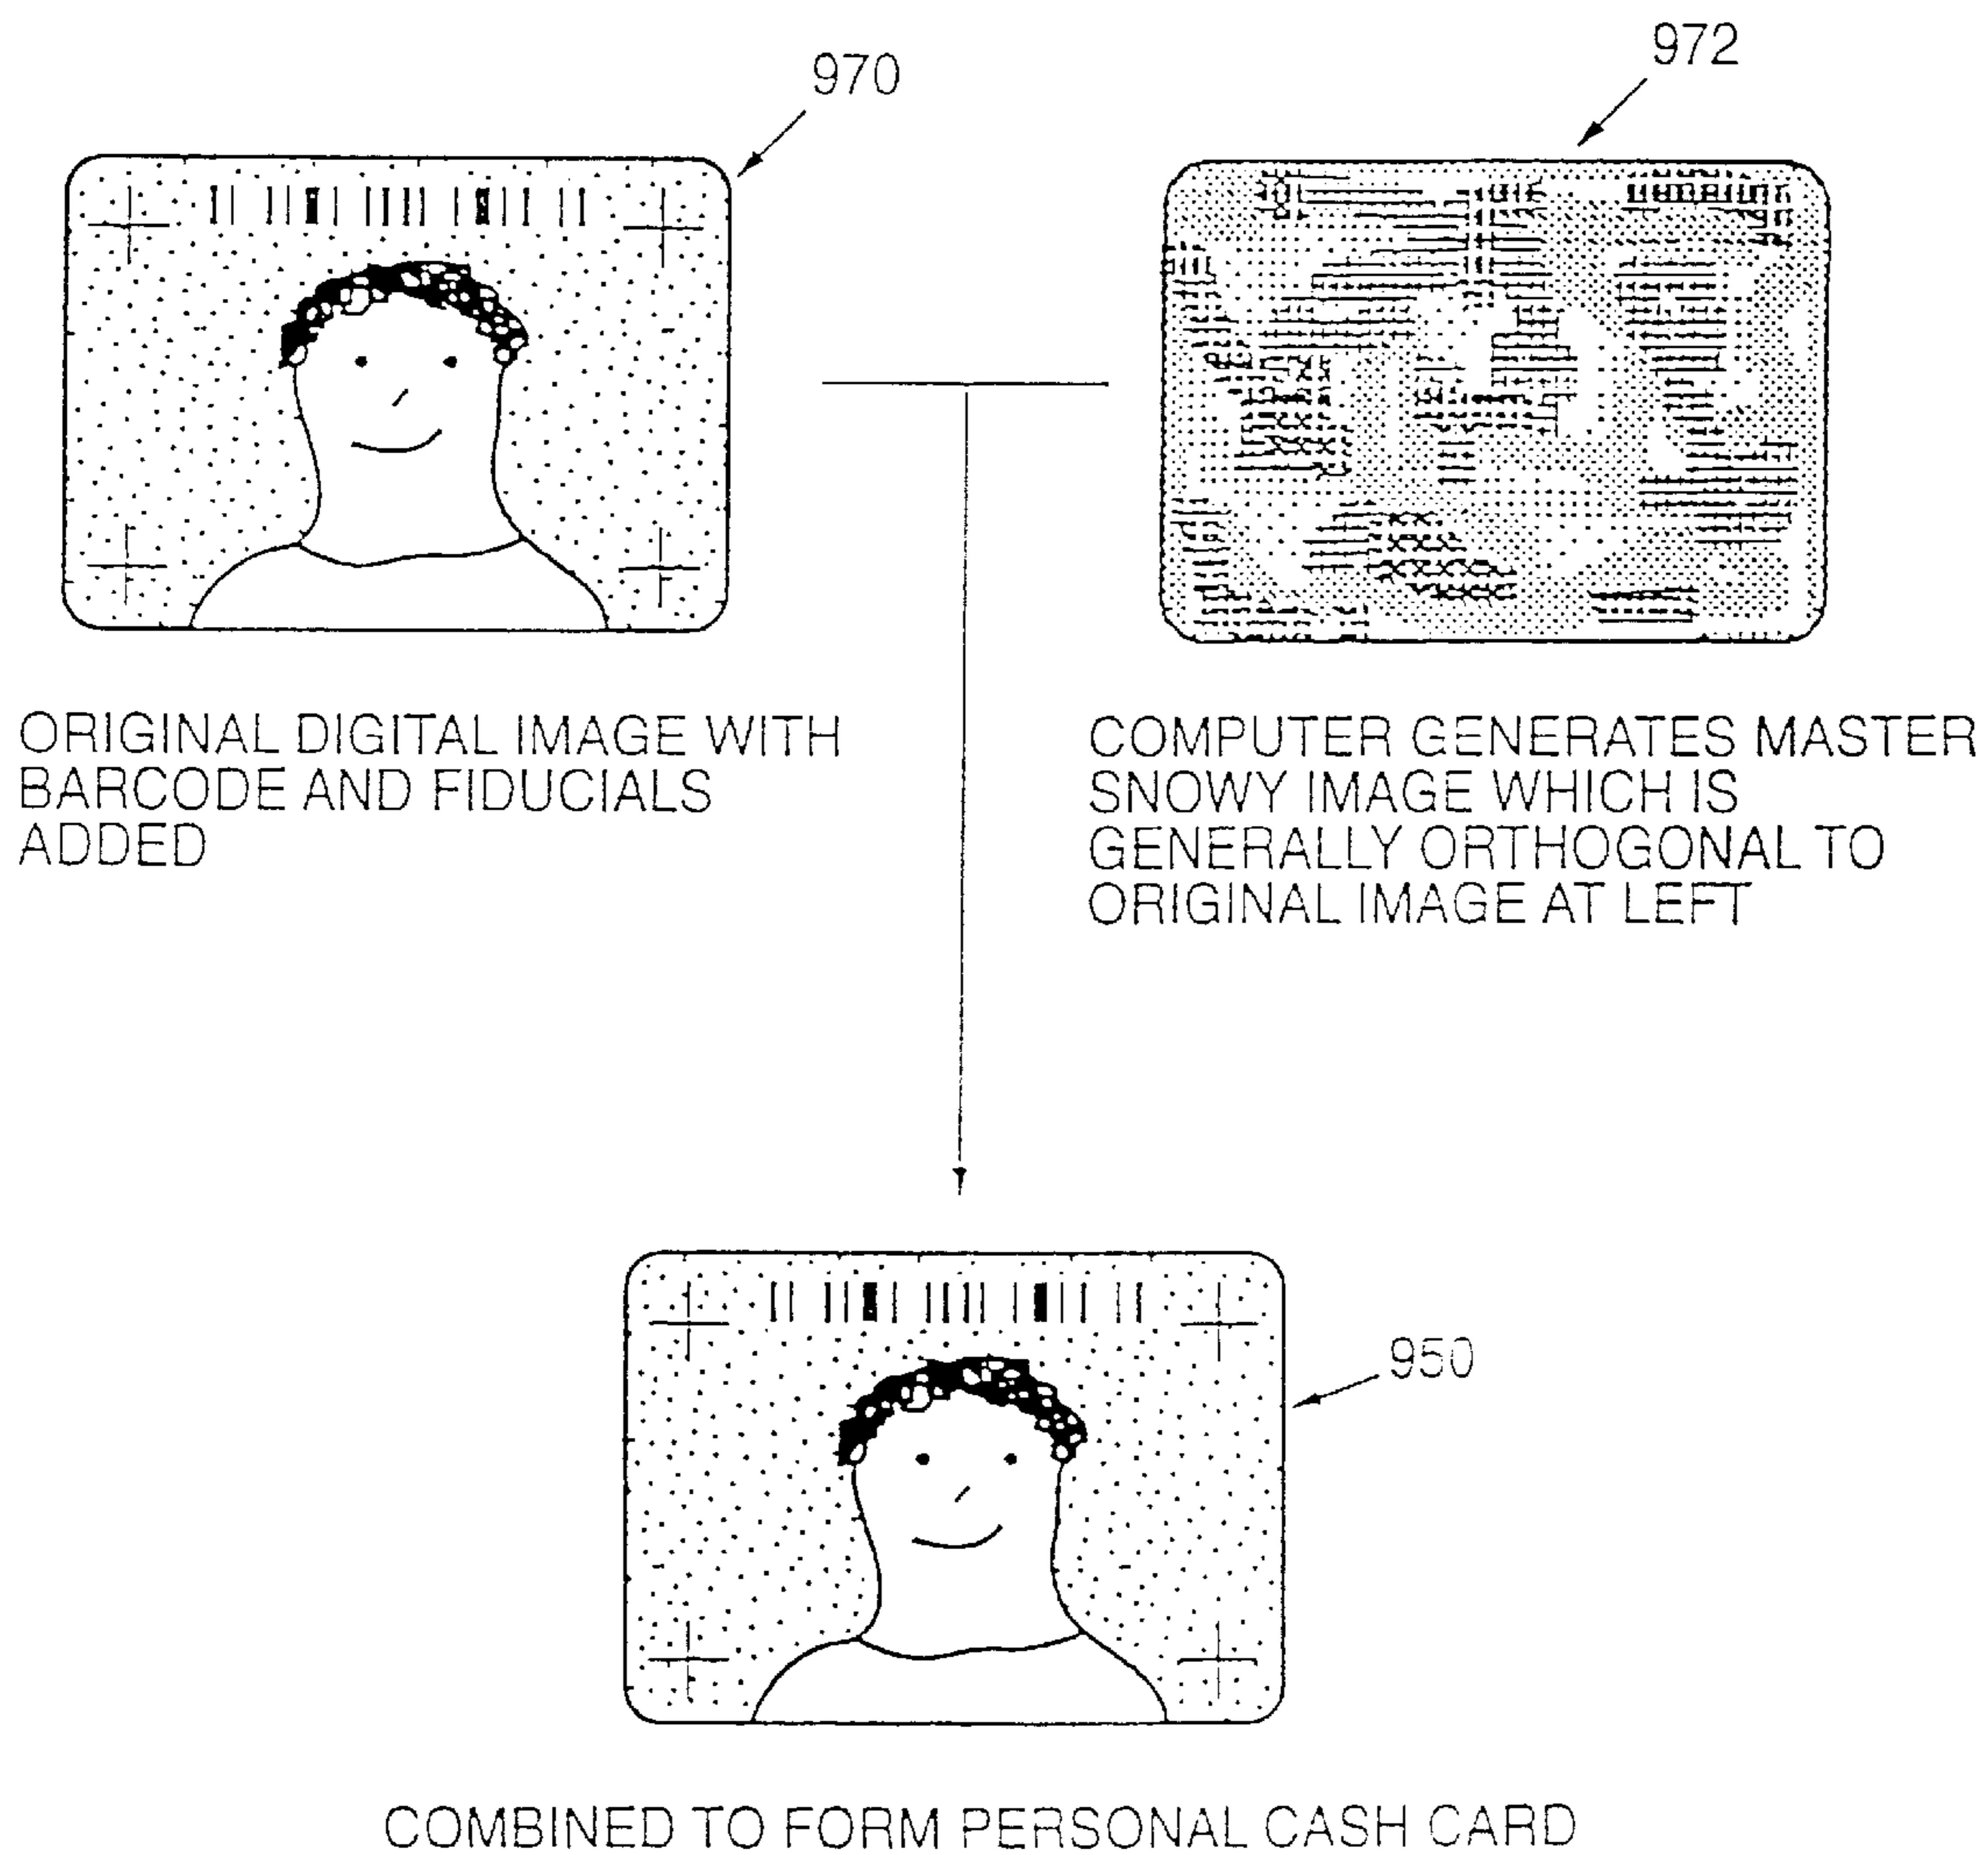 970
972
ORIGINAL DIGITAL IMAGE WITH
BARCODE AND FIDUCIALS
ADDED
COMPUTER GENERATES MASTER
SNOWY IMAGE WHICH IS
GENERALLY ORTHOGONAL TO
ORIGINAL IMAGE AT LEFT
950
COMBINED TO FORM PERSONAL CASH CARD